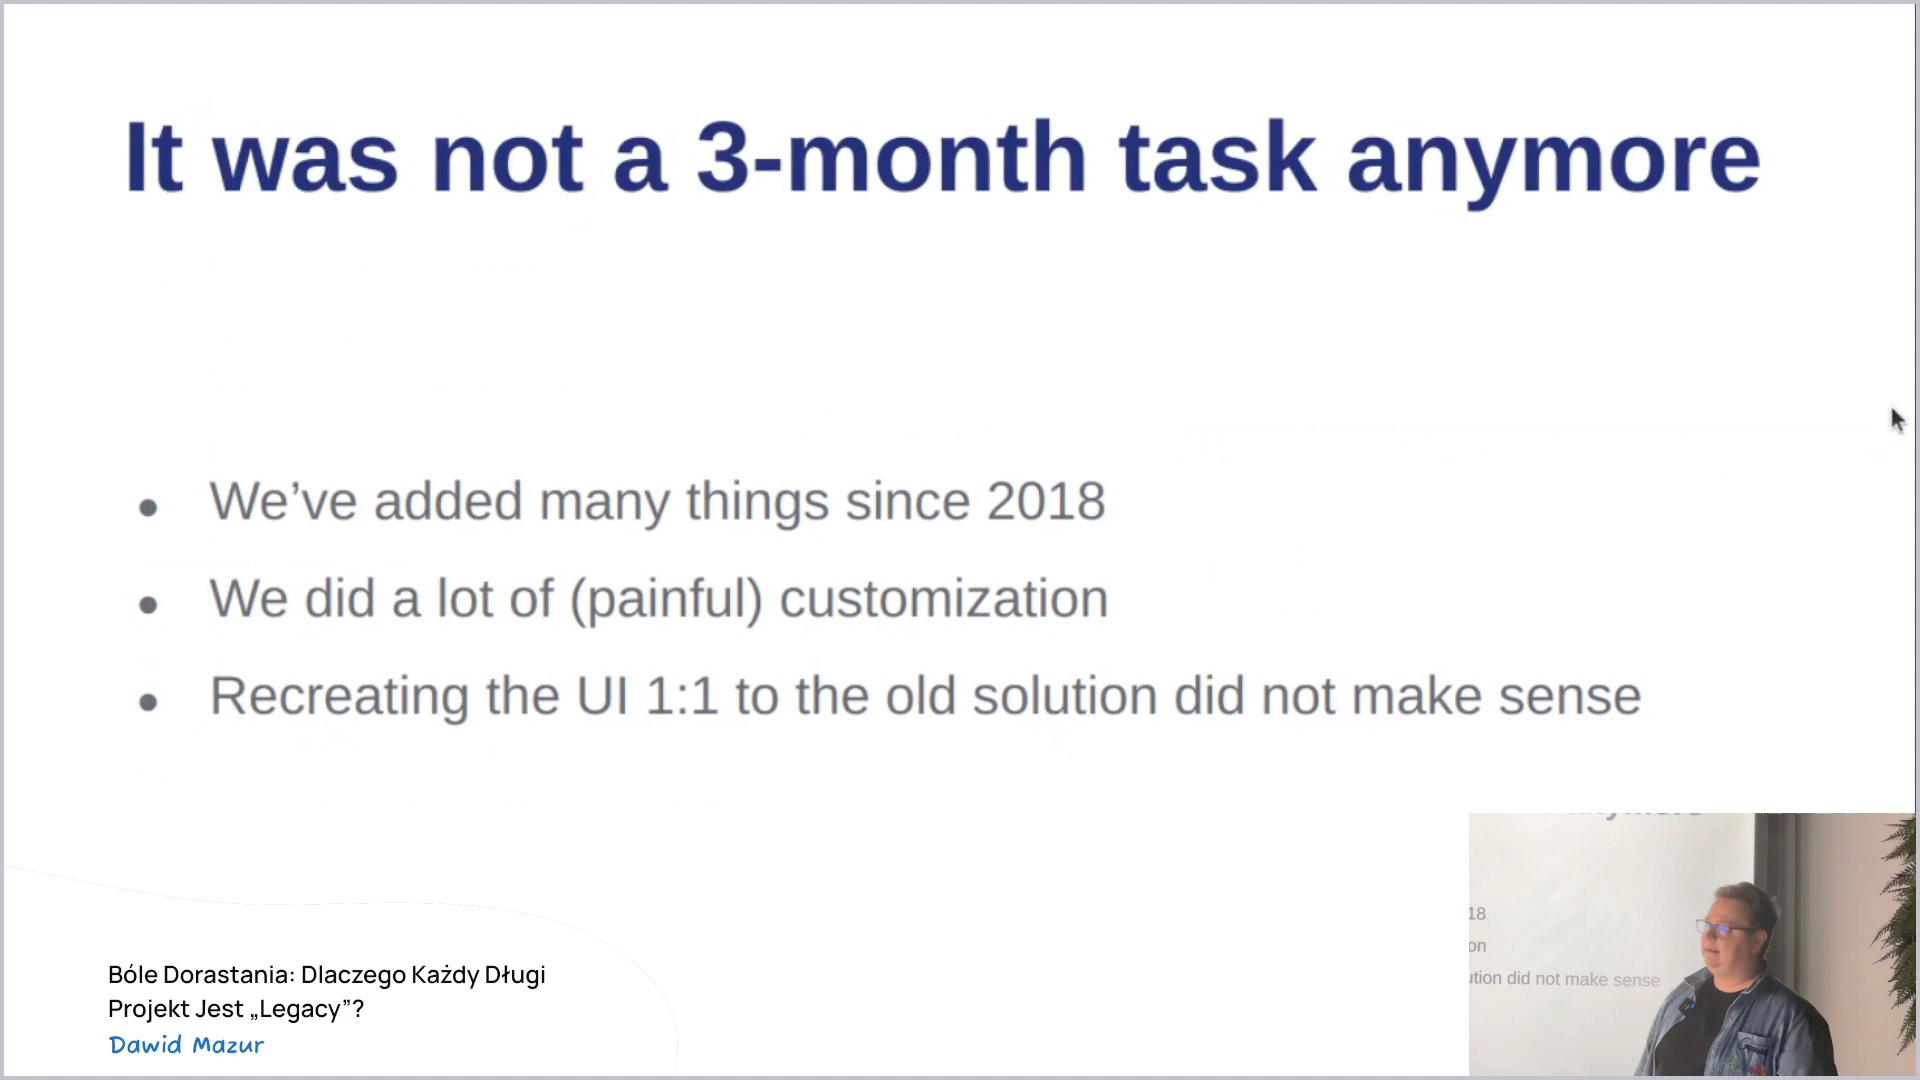 It was not a 3-month task anymore
• We’ve added many things since 2018
• We did a lot of (painful) customization
• Recreating the UI 1:1 to the old solution did not make sense
Bóle Dorastania: Dlaczego Każdy Długi
Projekt Jest „Legacy”?
Dawid Mazur
18
on
ution did not make sense